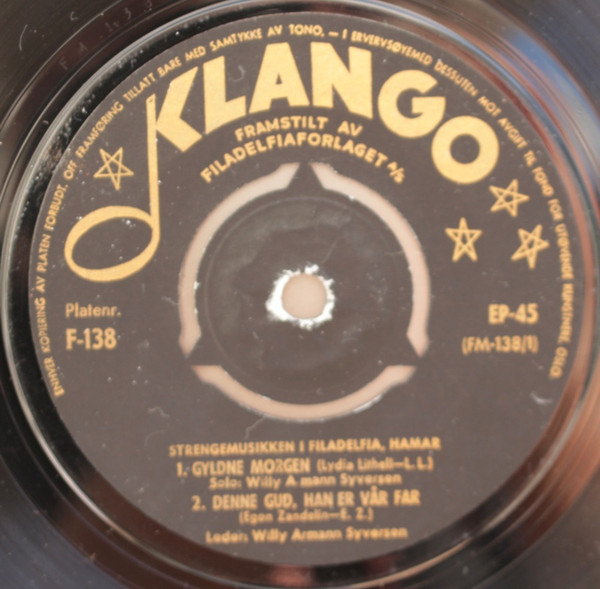 ENHVER KOPIERING AV PLATEN FORBUDT. OFF. FRAMFØRING TILLATT BARE MED SAMTYKKE AV TONO, — I ERVERVSØYEMED DESSUTEN MOT AVGIFT TIL FOND FOR UTØVENDE KUNSTNERE, OSLO.
KLANGO
FRAMSTILT AV
FILADELFIAFORLAGET A/S
Platenr.
F-138
EP-45
(FM-138/1)
STRENGEMUSIKKEN I FILADELFIA, HAMAR
1. GYLDNE MORGEN (Lydia Lithell—L. L.)
Solo: Willy A mann Syversen
2. DENNE GUD, HAN ER VÅR FAR
(Egon Zandelin—E. Z.)
Leder: Willy Armann Syversen